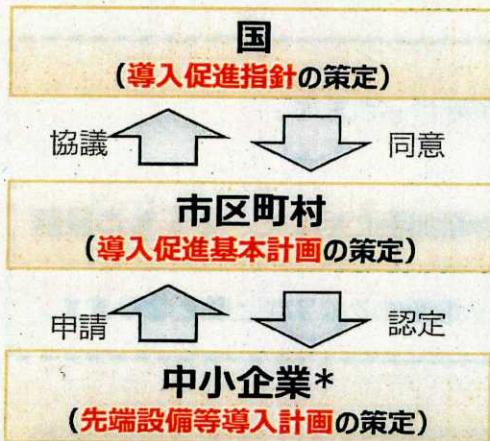 国
（導入促進指針の策定）
協議 同意
市区町村
（導入促進基本計画の策定）
申請 認定
中小企業*
（先端設備等導入計画の策定）